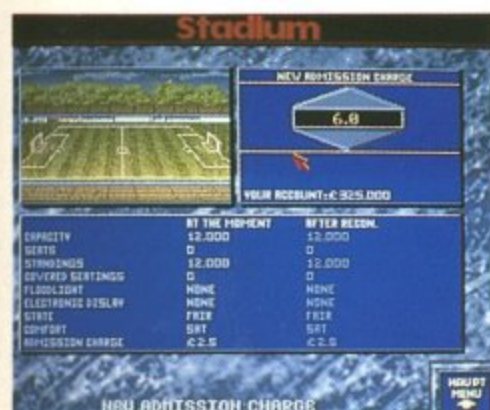 Stadium
NEW ADMISSION CHARGE
6.0
YOUR ACCOUNT:£325.000
AT THE MOMENT AFTER RECON.
CAPACITY 12.000 12.000
SEATS 0 0
STANDINGS 12.000 12.000
COVERED SEATINGS 0 0
FLOODLIGHT NONE NONE
ELECTRONIC DISLAY NONE NONE
STATE FAIR FAIR
COMFORT SAT SAT
ADMISSION CHARGE £2.5 £2.5
HAUPT
MENU
NEW ADMISSION CHARGE